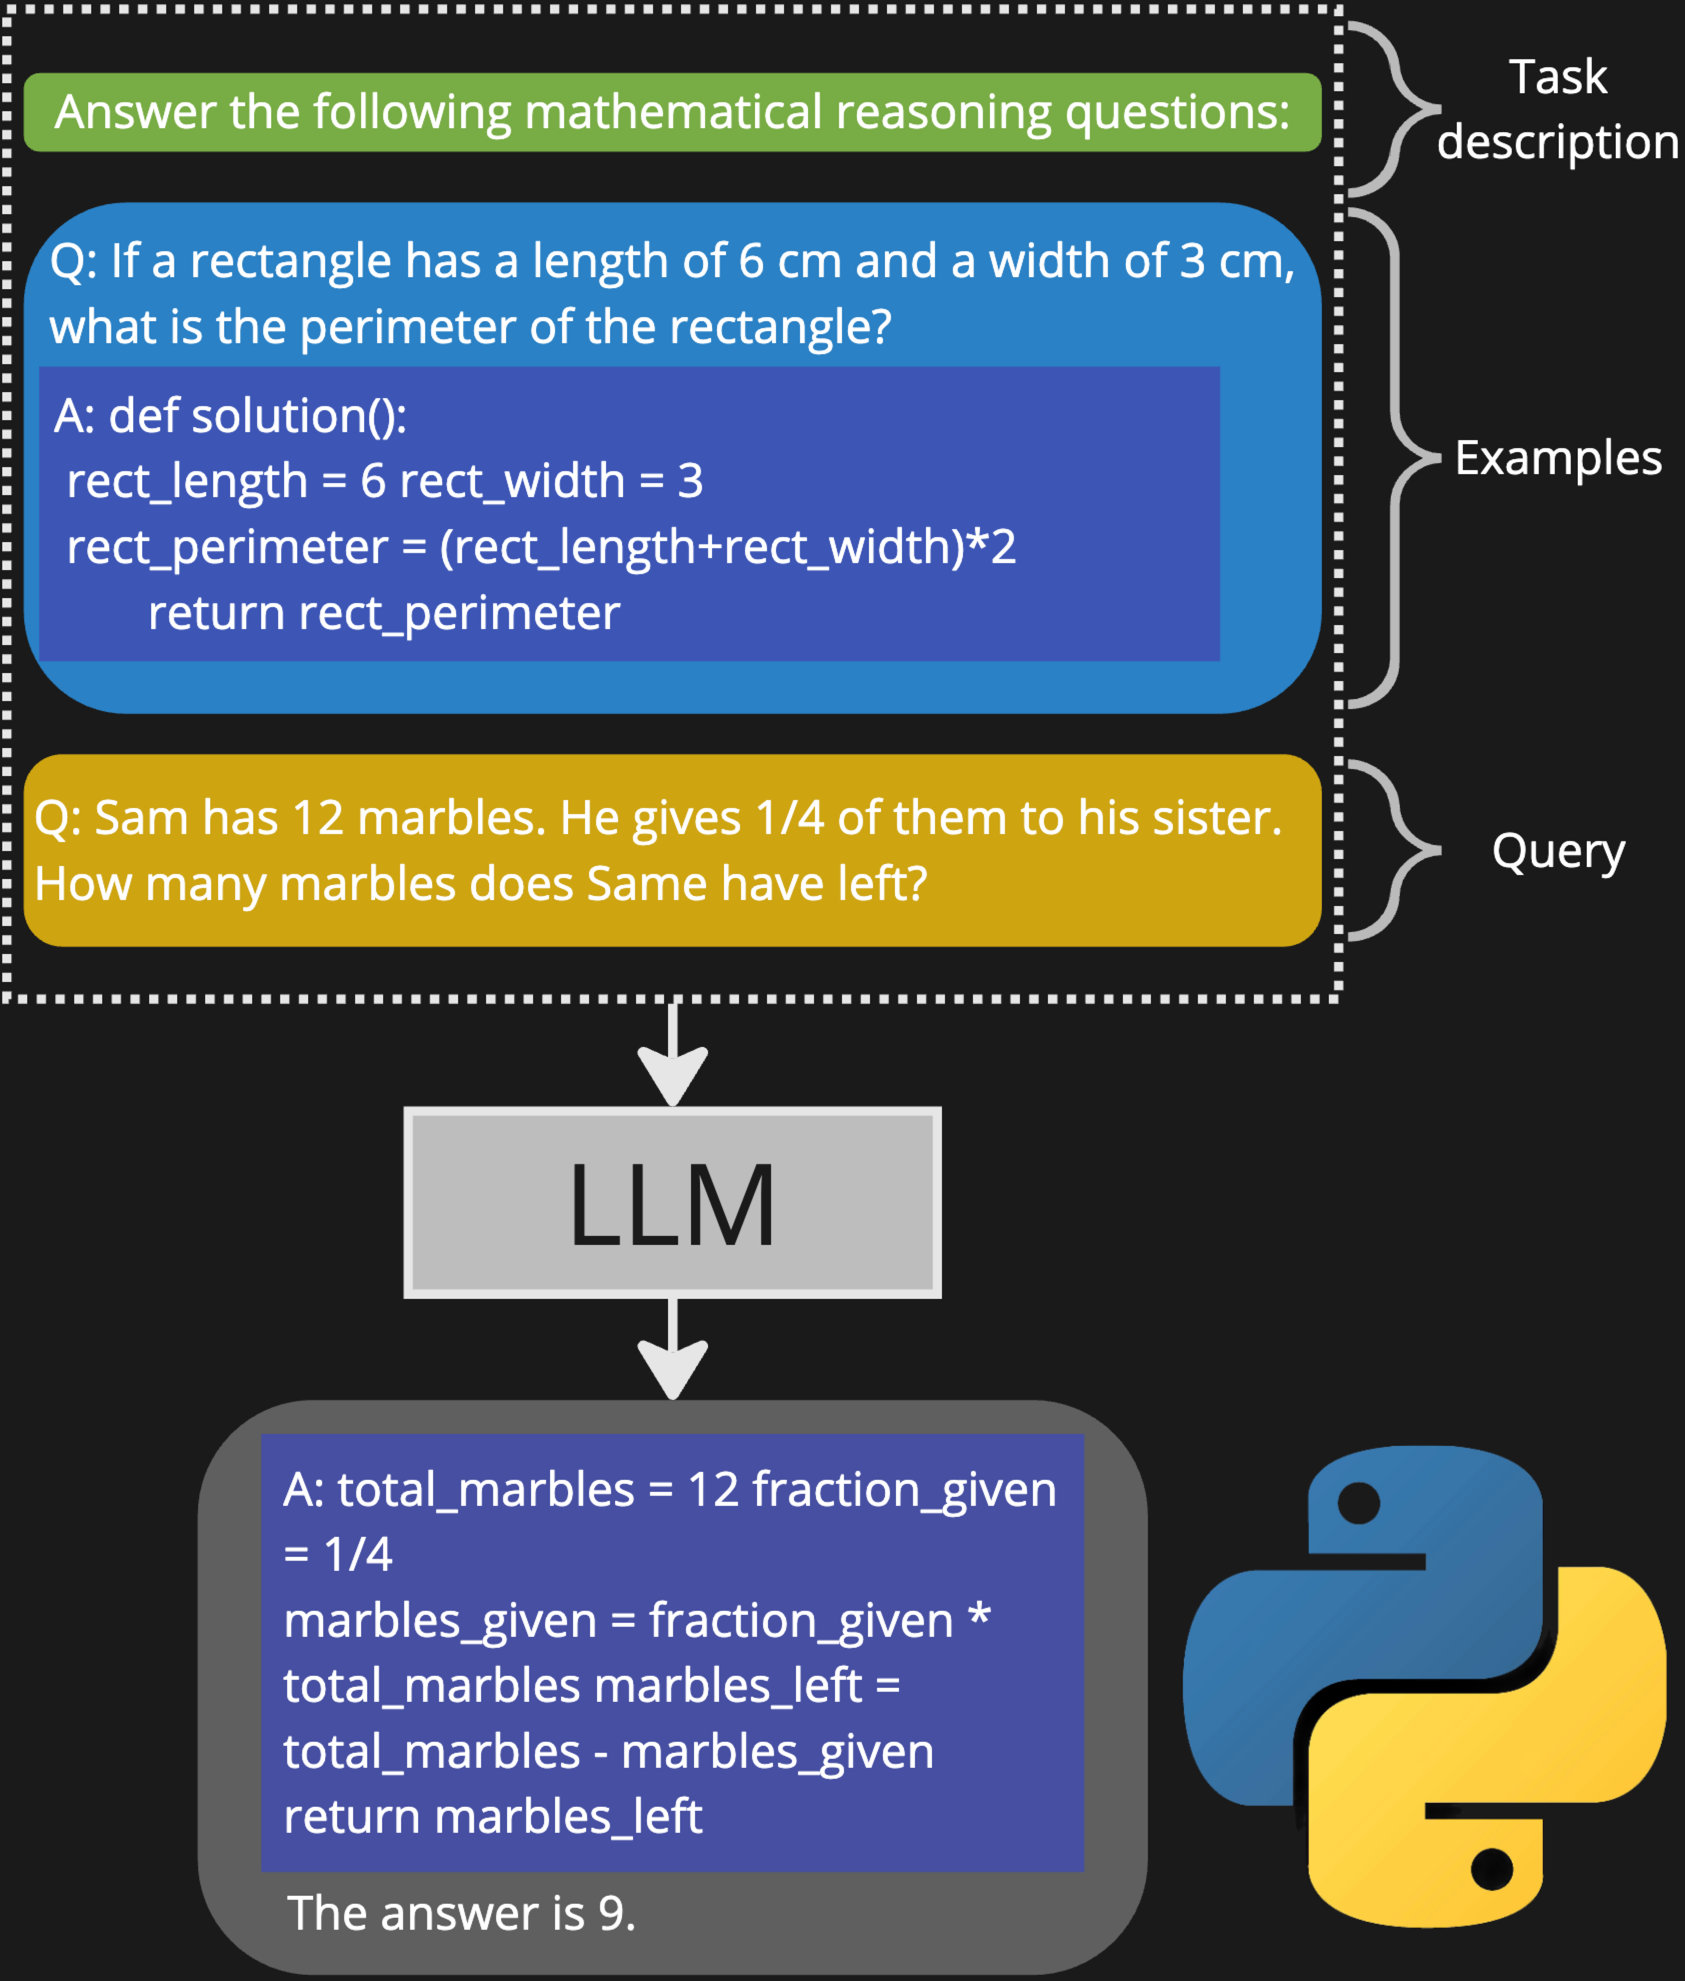 Answer the following mathematical reasoning questions:
Task
description
Q: If a rectangle has a length of 6 cm and a width of 3 cm,
what is the perimeter of the rectangle?
A: def solution():
rect_length = 6 rect_width = 3
rect_perimeter = (rect_length+rect_width)*2
return rect_perimeter
Examples
Q: Sam has 12 marbles. He gives 1/4 of them to his sister.
How many marbles does Same have left?
Query
LLM
A: total_marbles = 12 fraction_given
= 1/4
marbles_given = fraction_given *
total_marbles marbles_left =
total_marbles - marbles_given
return marbles_left
The answer is 9.